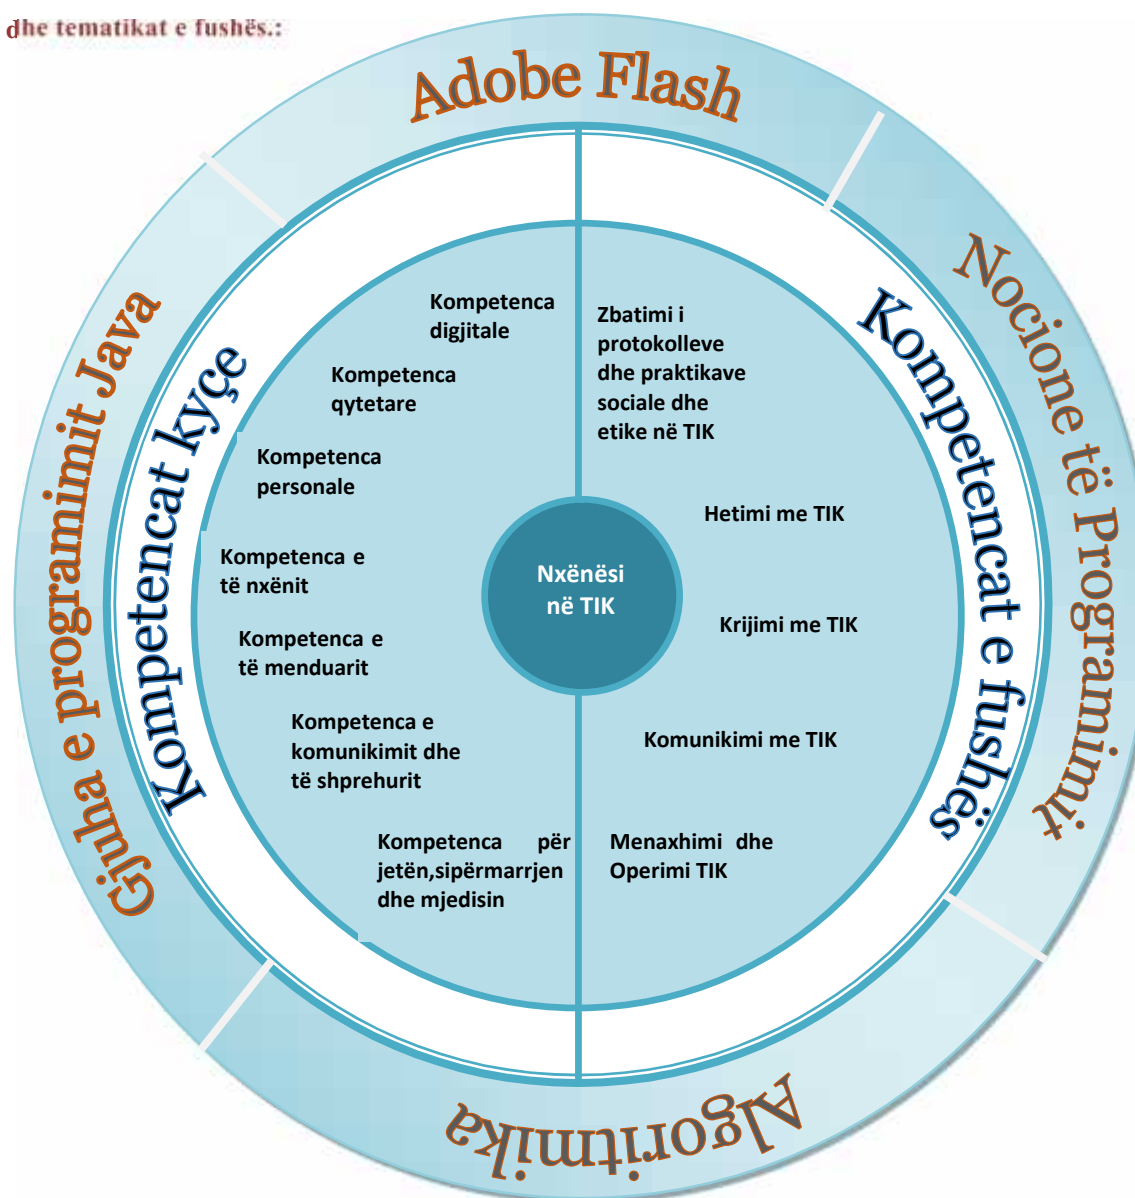 dhe tematikat e fushës.:
Adobe Flash
Nocione të Programimit
Algoritmika
Gjuha e programimit Java
Kompetencat kyçe
Kompetencat e fushës
Kompetenca
digjitale
Kompetenca
qytetare
Kompetenca
personale
Kompetenca e
të nxënit
Kompetenca e
të menduarit
Kompetenca e
komunikimit dhe
të shprehurit
Kompetenca për
jetën,sipërmarrjen
dhe mjedisin
Zbatimi i
protokolleve
dhe praktikave
sociale dhe
etike në TIK
Hetimi me TIK
Krijimi me TIK
Komunikimi me TIK
Menaxhimi dhe
Operimi TIK
Nxënësi
në TIK